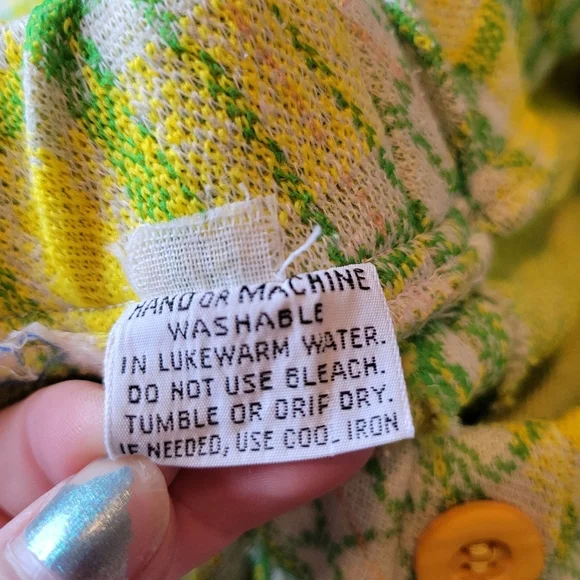 HAND OR MACHINE
WASHABLE
IN LUKEWARM WATER.
DO NOT USE BLEACH.
TUMBLE OR DRIP DRY.
IF NEEDED, USE COOL IRON